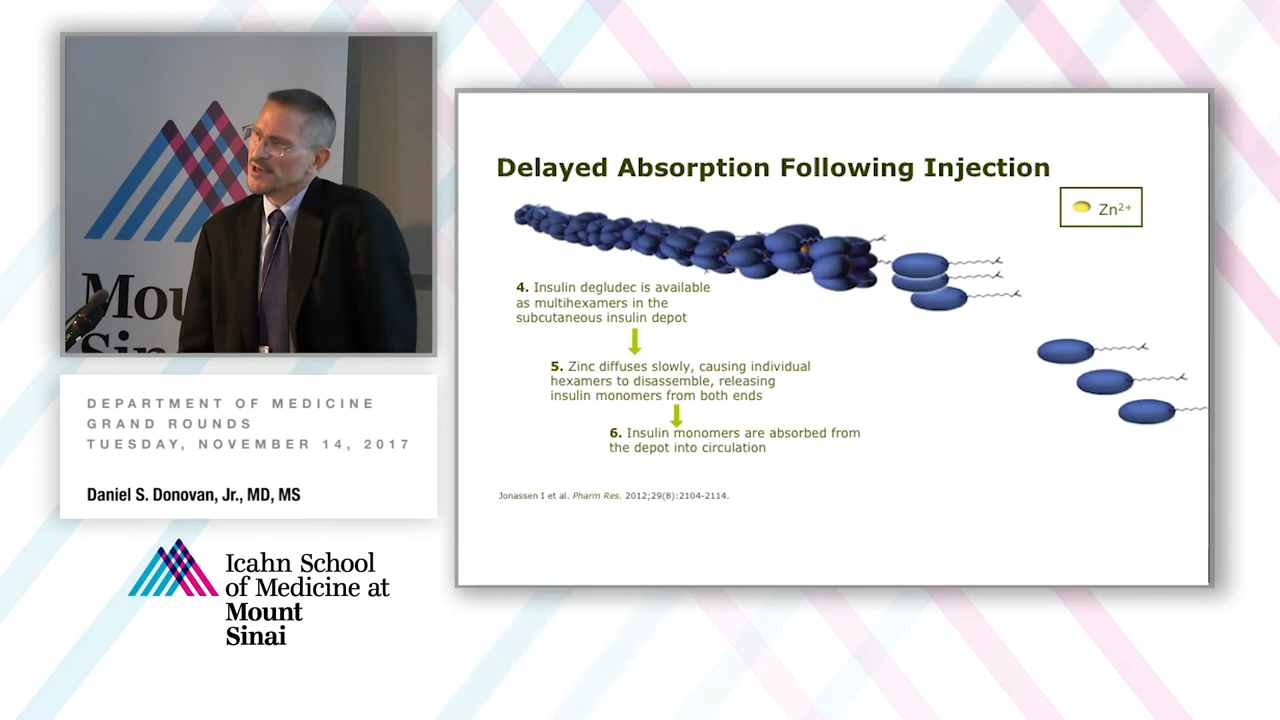 Mou
Sin
DEPARTMENT OF MEDICINE
GRAND ROUNDS
TUESDAY, NOVEMBER 14, 2017
Daniel S. Donovan, Jr., MD, MS
Icahn School
of Medicine at
Mount
Sinai
Delayed Absorption Following Injection
Zn²⁺
4. Insulin degludec is available
as multihexamers in the
subcutaneous insulin depot
5. Zinc diffuses slowly, causing individual
hexamers to disassemble, releasing
insulin monomers from both ends
6. Insulin monomers are absorbed from
the depot into circulation
Jonassen I et al. Pharm Res. 2012;29(8):2104-2114.